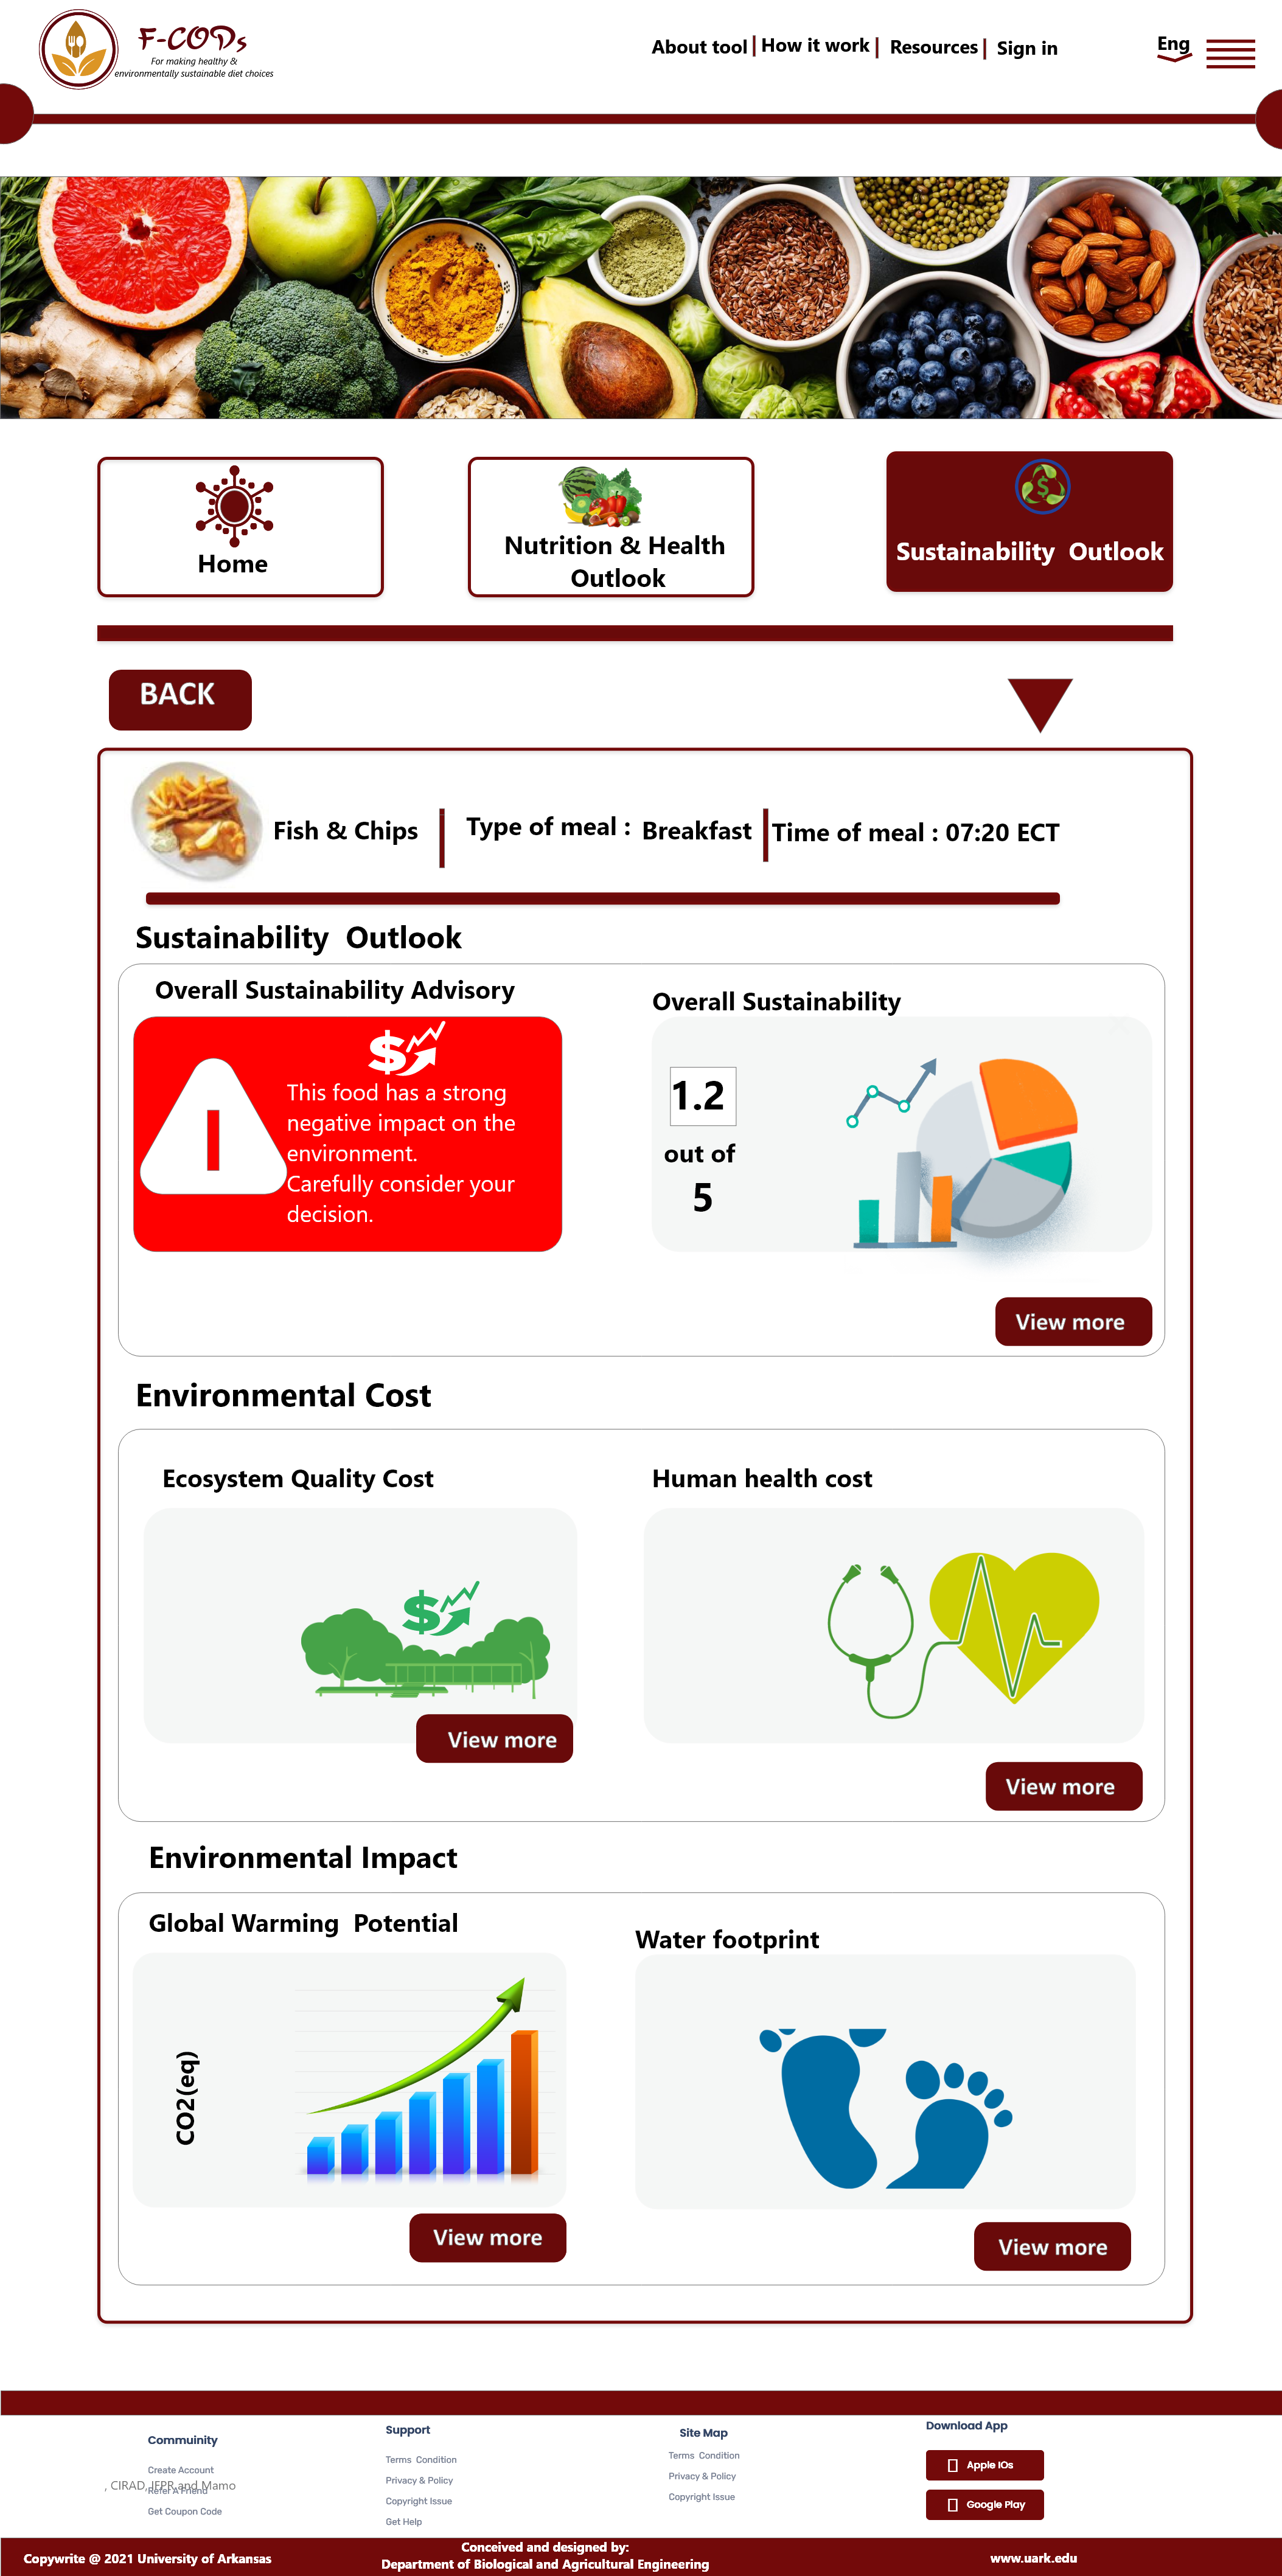 F-CODs
For making healthy &
environmentally sustainable diet choices
About tool
How it work
Resources
Sign in
Eng
Home
Nutrition & Health
Outlook
Sustainability Outlook
BACK
Fish & Chips
Type of meal : Breakfast
Time of meal : 07:20 ECT
Sustainability Outlook
Overall Sustainability Advisory
This food has a strong
negative impact on the
environment.
Carefully consider your
decision.
Overall Sustainability
1.2
out of
5
View more
Environmental Cost
Ecosystem Quality Cost
Human health cost
View more
View more
Environmental Impact
Global Warming Potential
Water footprint
CO2(eq)
View more
View more
Commuinity
Create Account
, CIRAD, IFPR and Mamo
Refer A Friend
Get Coupon Code
Support
Terms Condition
Privacy & Policy
Copyright Issue
Get Help
Site Map
Terms Condition
Privacy & Policy
Copyright Issue
Download App
Apple IOs
Google Play
Copywrite @ 2021 University of Arkansas
Conceived and designed by:
Department of Biological and Agricultural Engineering
www.uark.edu